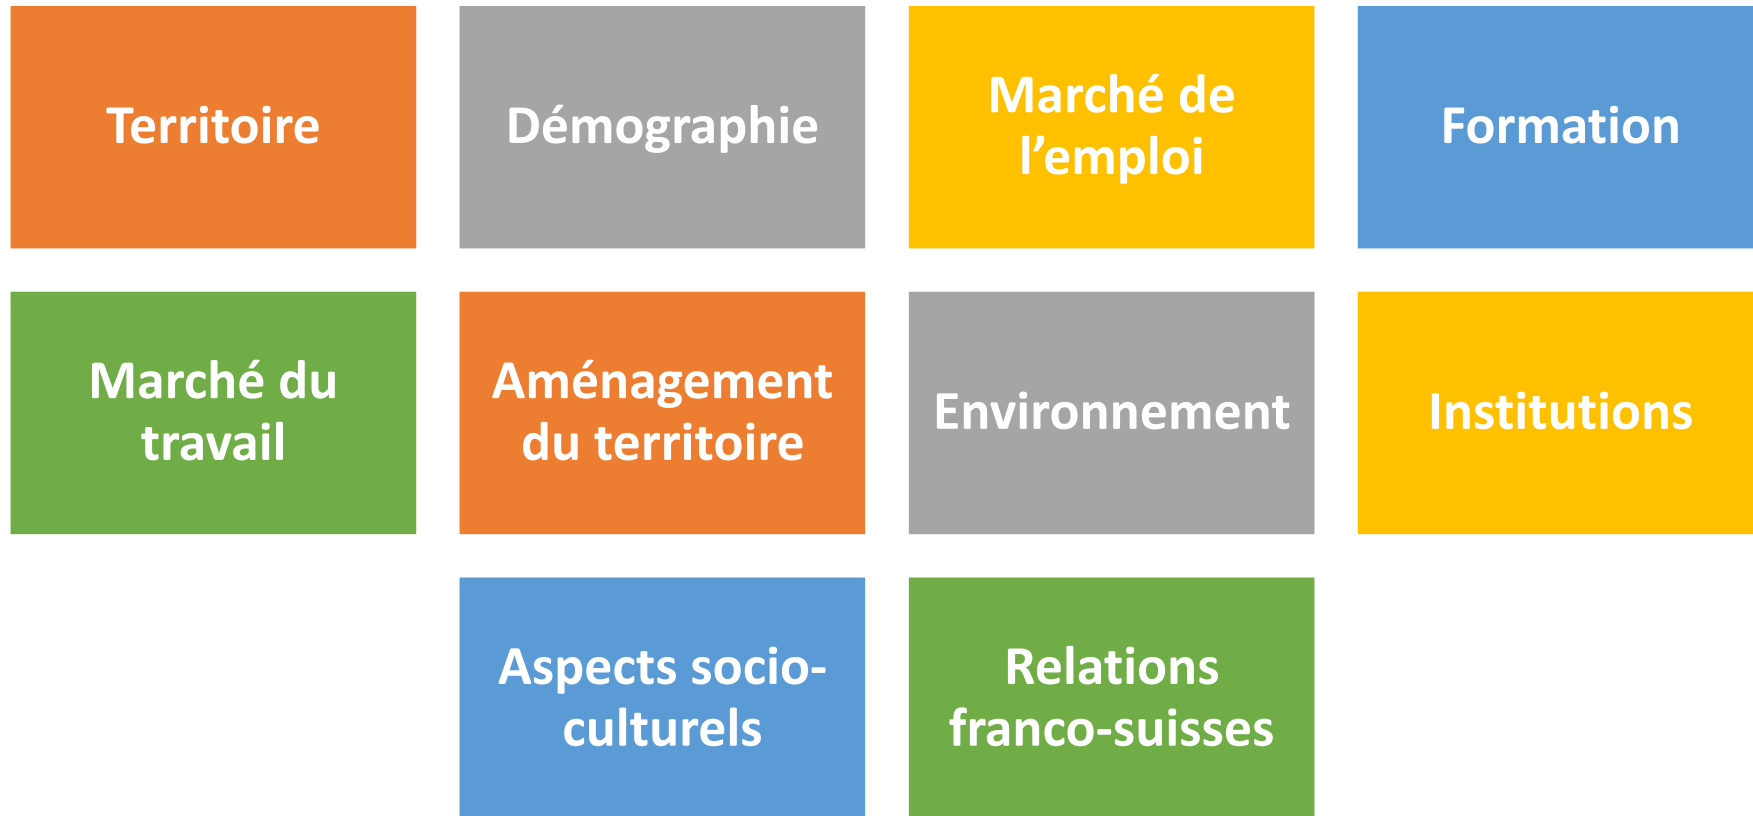 Territoire
Démographie
Marché de
l’emploi
Formation
Marché du
travail
Aménagement
du territoire
Environnement
Institutions
Aspects socio-
culturels
Relations
franco-suisses